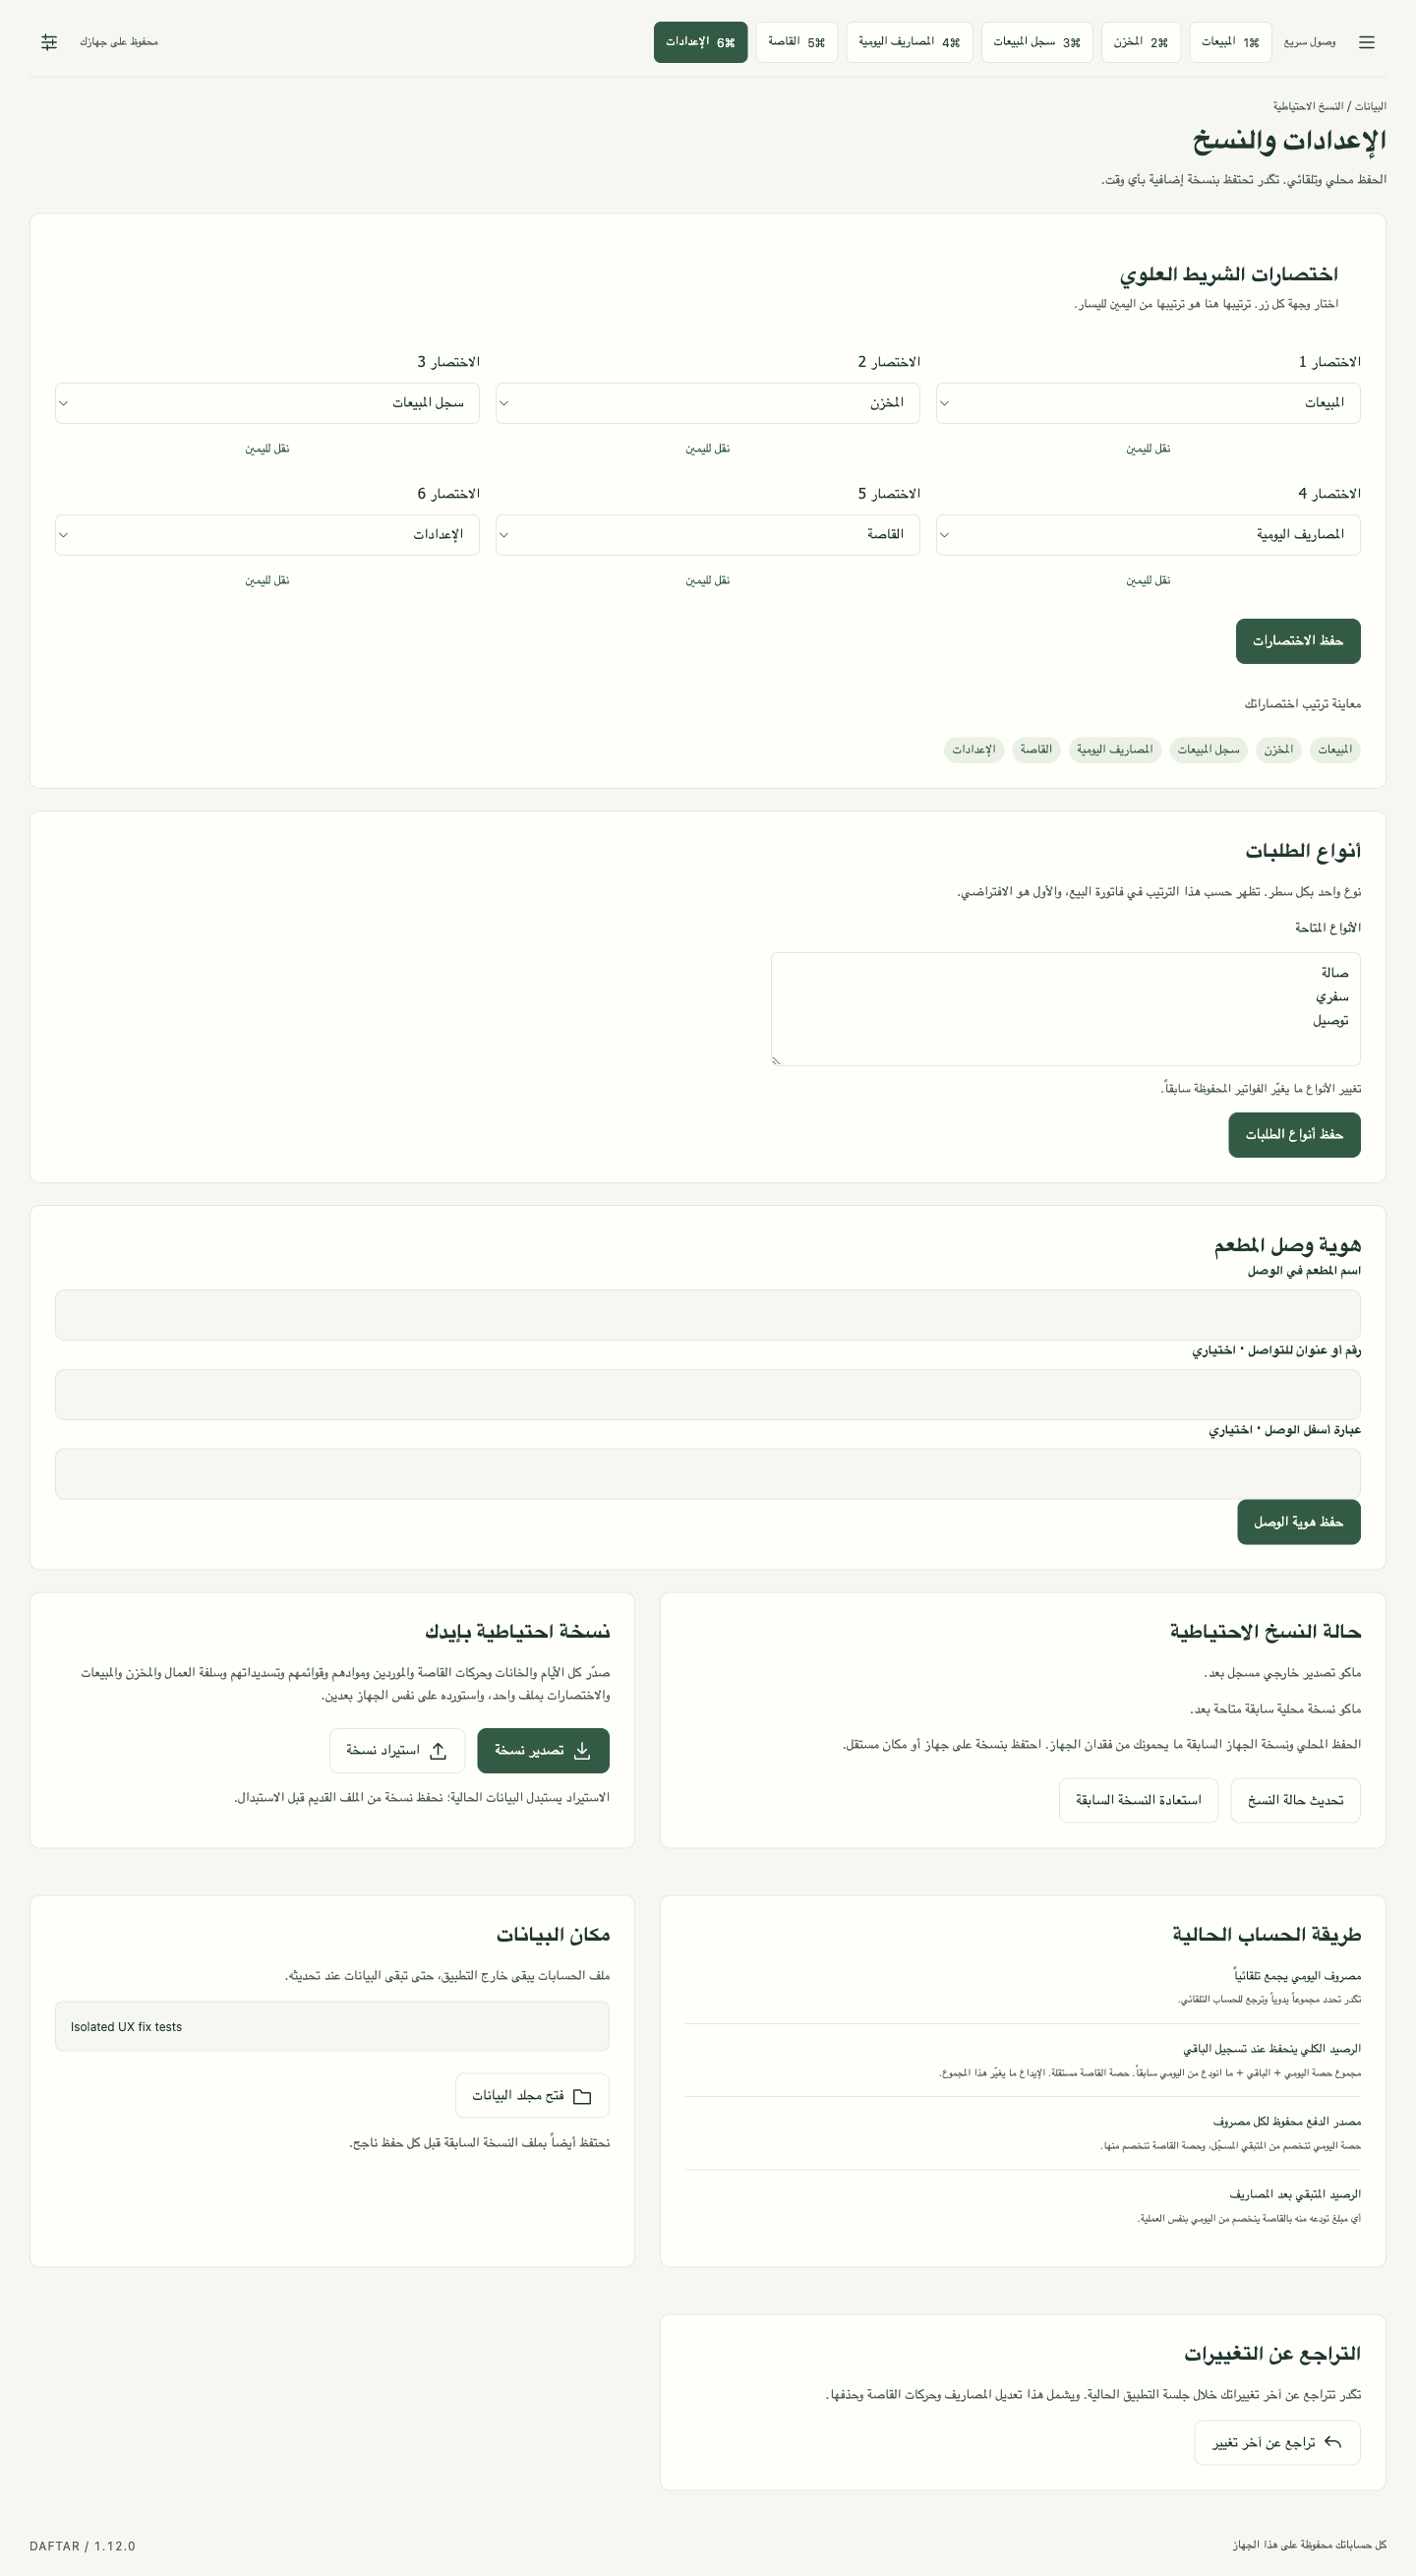 وصول سريع
⌘1 المبيعات
⌘2 المخزن
⌘3 سجل المبيعات
⌘4 المصاريف اليومية
⌘5 القاصة
⌘6 الإعدادات
محفوظ على جهازك
البيانات / النسخ الاحتياطية
الإعدادات والنسخ
الحفظ محلي وتلقائي. تگدر تحتفظ بنسخة إضافية بأي وقت.
اختصارات الشريط العلوي
اختار وجهة كل زر. ترتيبها هنا هو ترتيبها من اليمين لليسار.
الاختصار 1
المبيعات
نقل لليمين
الاختصار 2
المخزن
نقل لليمين
الاختصار 3
سجل المبيعات
نقل لليمين
الاختصار 4
المصاريف اليومية
نقل لليمين
الاختصار 5
القاصة
نقل لليمين
الاختصار 6
الإعدادات
نقل لليمين
حفظ الاختصارات
معاينة ترتيب اختصاراتك
المبيعات
المخزن
سجل المبيعات
المصاريف اليومية
القاصة
الإعدادات
أنواع الطلبات
نوع واحد بكل سطر. تظهر حسب هذا الترتيب في فاتورة البيع، والأول هو الافتراضي.
الأنواع المتاحة
صالة
سفري
توصيل
تغيير الأنواع ما يغيّر الفواتير المحفوظة سابقاً.
حفظ أنواع الطلبات
هوية وصل المطعم
اسم المطعم في الوصل
رقم أو عنوان للتواصل · اختياري
عبارة أسفل الوصل · اختياري
حفظ هوية الوصل
حالة النسخ الاحتياطية
ماكو تصدير خارجي مسجل بعد.
ماكو نسخة محلية سابقة متاحة بعد.
الحفظ المحلي ونسخة الجهاز السابقة ما يحمونك من فقدان الجهاز. احتفظ بنسخة على جهاز أو مكان مستقل.
تحديث حالة النسخ
استعادة النسخة السابقة
نسخة احتياطية بإيدك
صدّر كل الأيام والخانات وحركات القاصة والموردين وموادهم وقوائمهم وتسديداتهم وسلفة العمال والمخزن والمبيعات
والاختصارات بملف واحد، واستورده على نفس الجهاز بعدين.
تصدير نسخة
استيراد نسخة
الاستيراد يستبدل البيانات الحالية؛ نحفظ نسخة من الملف القديم قبل الاستبدال.
طريقة الحساب الحالية
مصروف اليومي يجمع تلقائياً
تگدر تحدد مجموعاً يدوياً وترجع للحساب التلقائي.
الرصيد الكلي ينحفظ عند تسجيل الباقي
مجموع حصة اليومي + الباقي + ما انودع من اليومي سابقاً. حصة القاصة مستقلة. الإيداع ما يغيّر هذا المجموع.
مصدر الدفع محفوظ لكل مصروف
حصة اليومي تنخصم من المتبقي المسجّل، وحصة القاصة تنخصم منها.
الرصيد المتبقي بعد المصاريف
أي مبلغ تودعه منه بالقاصة ينخصم من اليومي بنفس العملية.
مكان البيانات
ملف الحسابات يبقى خارج التطبيق، حتى تبقى البيانات عند تحديثه.
Isolated UX fix tests
فتح مجلد البيانات
نحتفظ أيضاً بملف النسخة السابقة قبل كل حفظ ناجح.
التراجع عن التغييرات
تگدر تتراجع عن آخر تغييراتك خلال جلسة التطبيق الحالية. ويشمل هذا تعديل المصاريف وحركات القاصة وحذفها.
تراجع عن آخر تغيير
كل حساباتك محفوظة على هذا الجهاز
DAFTAR / 1.12.0